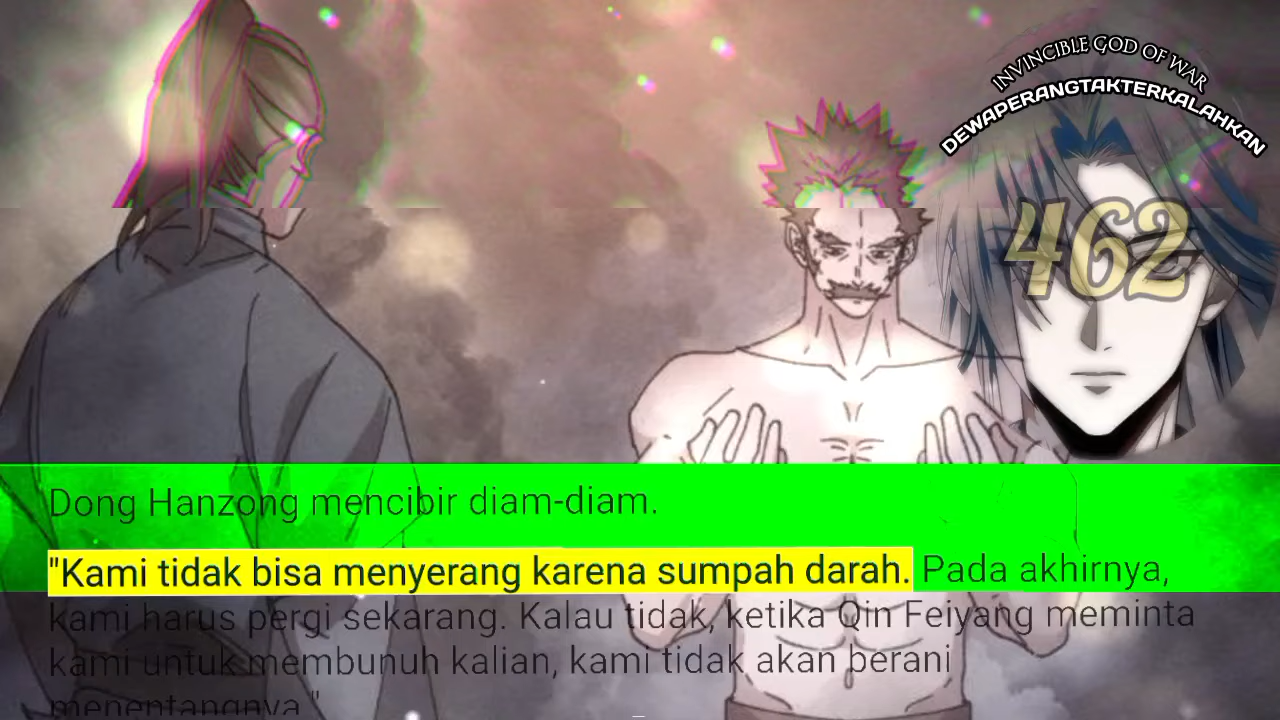 INVINCIBLE GOD OF WAR
DEWAPERANGTAKTERKALAHKAN
462
Dong Hanzong mencibir diam-diam.
"Kami tidak bisa menyerang karena sumpah darah. Pada akhirnya,
kami harus pergi sekarang. Kalau tidak, ketika Qin Feiyang meminta
kami untuk membunuh kalian, kami tidak akan berani
menentangnya."